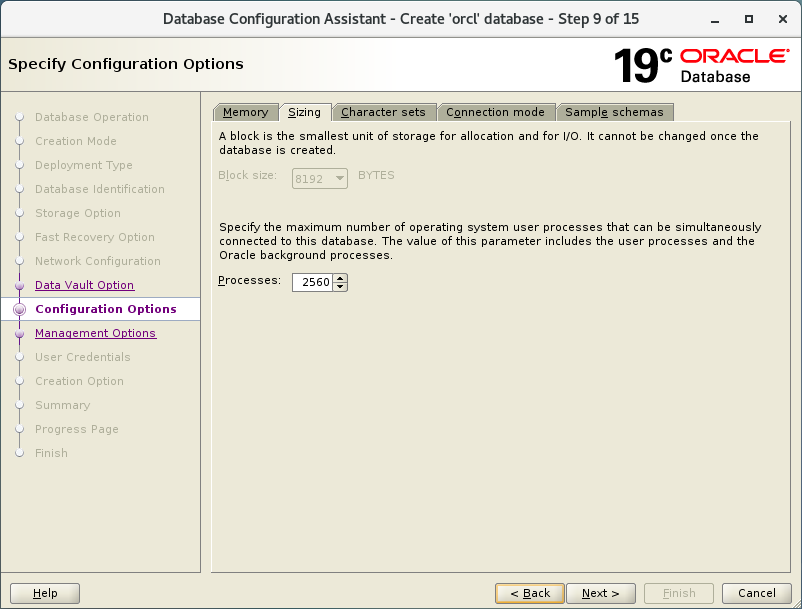 Database Configuration Assistant - Create 'orcl' database - Step 9 of 15
Specify Configuration Options
19c ORACLE
Database
Database Operation
Creation Mode
Deployment Type
Database Identification
Storage Option
Fast Recovery Option
Network Configuration
Data Vault Option
Configuration Options
Management Options
User Credentials
Creation Option
Summary
Progress Page
Finish
Memory Sizing Character sets Connection mode Sample schemas
A block is the smallest unit of storage for allocation and for I/O. It cannot be changed once the
database is created.
Block size: 8192 BYTES
Specify the maximum number of operating system user processes that can be simultaneously
connected to this database. The value of this parameter includes the user processes and the
Oracle background processes.
Processes: 2560
Help < Back Next > Finish Cancel